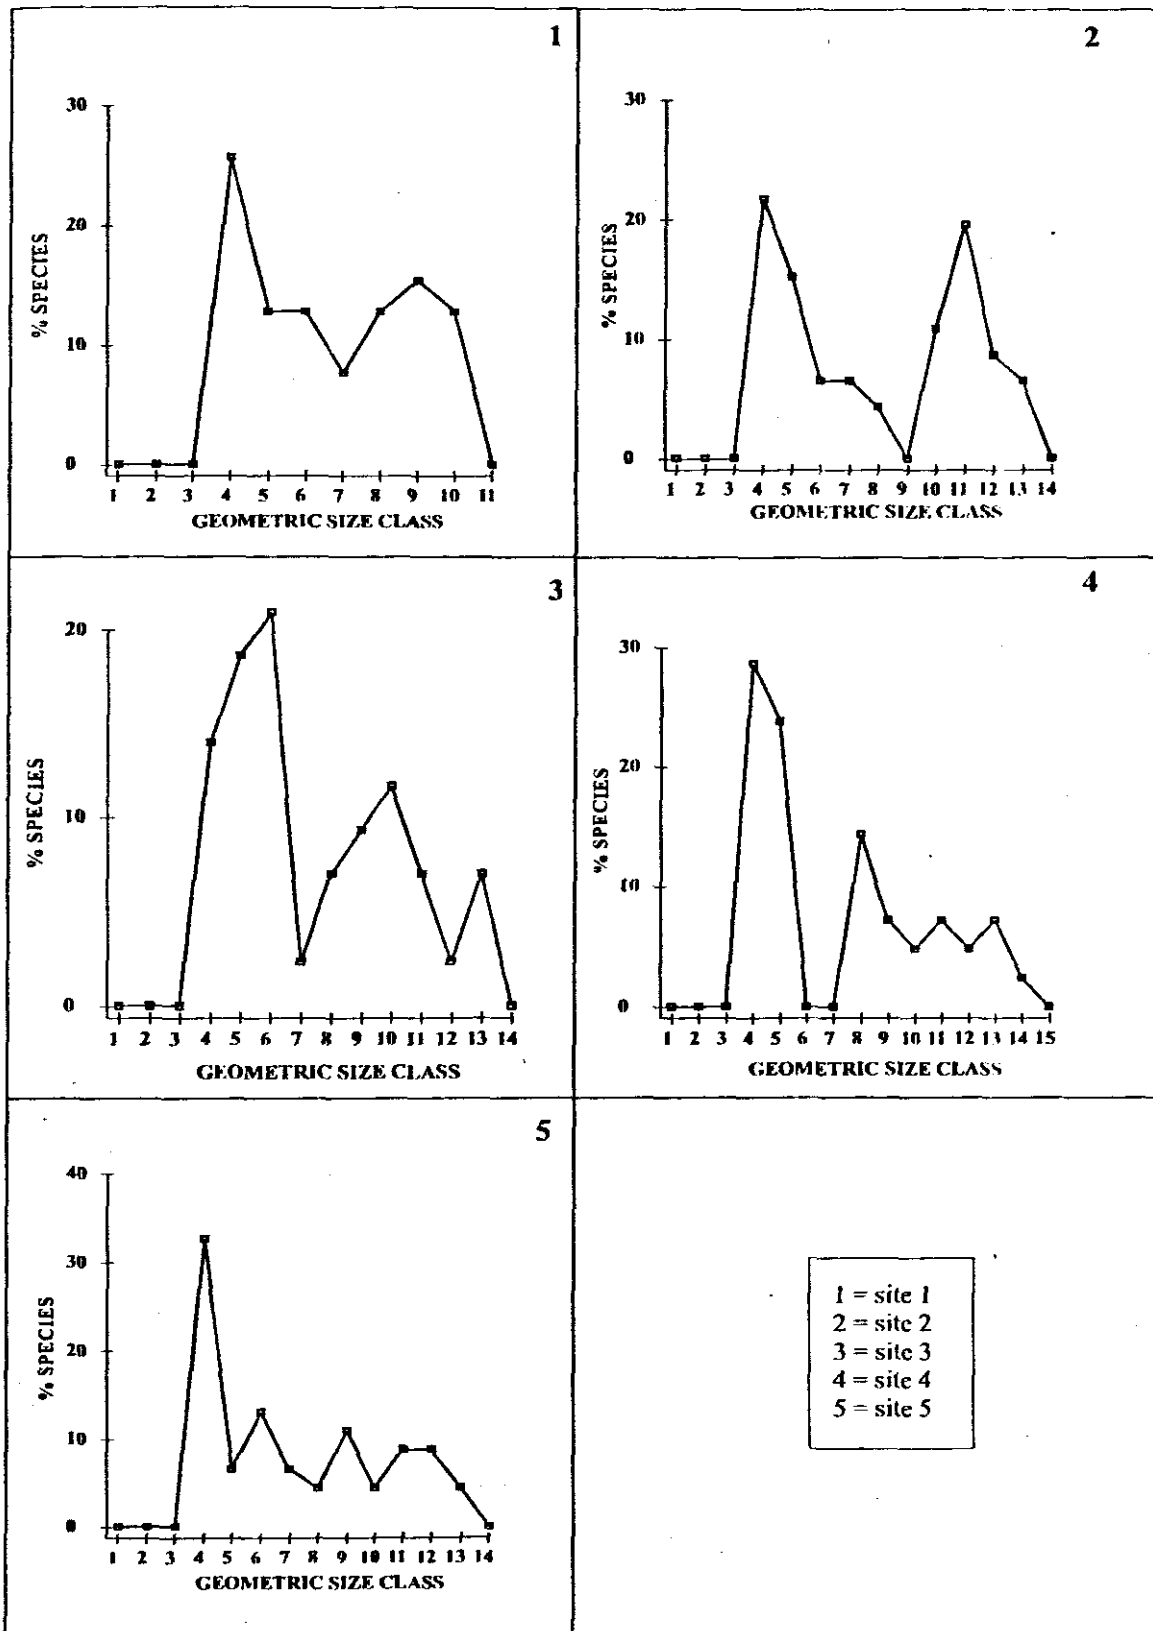 1
30
20
10
0
% SPECIES
1 2 3 4 5 6 7 8 9 10 11
GEOMETRIC SIZE CLASS
2
30
20
10
0
% SPECIES
1 2 3 4 5 6 7 8 9 10 11 12 13 14
GEOMETRIC SIZE CLASS
3
20
10
0
% SPECIES
1 2 3 4 5 6 7 8 9 10 11 12 13 14
GEOMETRIC SIZE CLASS
4
30
20
10
0
% SPECIES
1 2 3 4 5 6 7 8 9 10 11 12 13 14 15
GEOMETRIC SIZE CLASS
5
40
30
20
10
0
% SPECIES
1 2 3 4 5 6 7 8 9 10 11 12 13 14
GEOMETRIC SIZE CLASS
1 = site 1
2 = site 2
3 = site 3
4 = site 4
5 = site 5